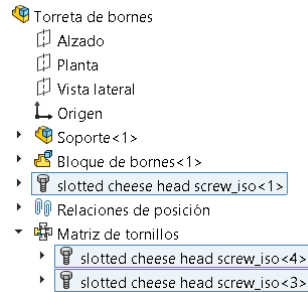 Torreta de bornes
Alzado
Planta
Vista lateral
Origen
Soporte<1>
Bloque de bornes<1>
slotted cheese head screw_iso<1>
Relaciones de posición
Matriz de tornillos
slotted cheese head screw_iso<4>
slotted cheese head screw_iso<3>